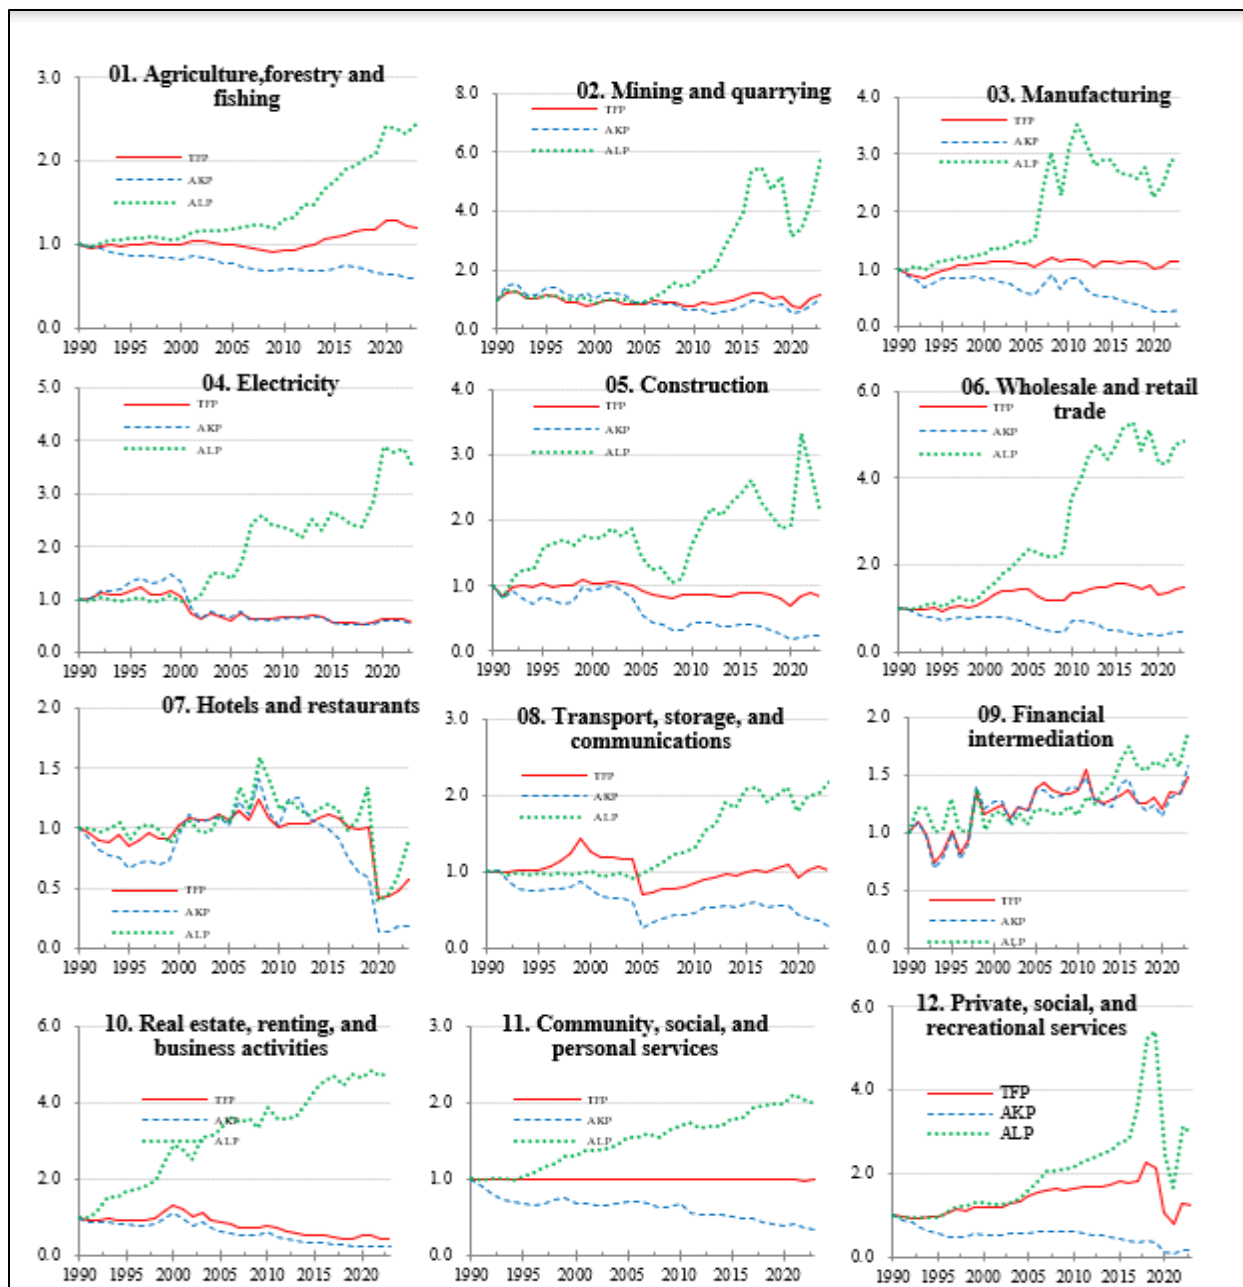 01. Agriculture,forestry and
fishing
3.0
2.0
1.0
0.0
TFP
AKP
ALP
1990 1995 2000 2005 2010 2015 2020
02. Mining and quarrying
8.0
6.0
4.0
2.0
0.0
TFP
AKP
ALP
1990 1995 2000 2005 2010 2015 2020
03. Manufacturing
4.0
3.0
2.0
1.0
0.0
TFP
AKP
ALP
1990 1995 2000 2005 2010 2015 2020
04. Electricity
5.0
4.0
3.0
2.0
1.0
0.0
TFP
AKP
ALP
1990 1995 2000 2005 2010 2015 2020
05. Construction
4.0
3.0
2.0
1.0
0.0
TFP
AKP
ALP
1990 1995 2000 2005 2010 2015 2020
06. Wholesale and retail
trade
6.0
4.0
2.0
0.0
TFP
AKP
ALP
1990 1995 2000 2005 2010 2015 2020
07. Hotels and restaurants
2.0
1.5
1.0
0.5
0.0
TFP
AKP
ALP
1990 1995 2000 2005 2010 2015 2020
08. Transport, storage, and
communications
3.0
2.0
1.0
0.0
TFP
AKP
ALP
1990 1995 2000 2005 2010 2015 2020
09. Financial
intermediation
2.0
1.5
1.0
0.5
0.0
TFP
AKP
ALP
1990 1995 2000 2005 2010 2015 2020
10. Real estate, renting, and
business activities
6.0
4.0
2.0
0.0
TFP
AKP
ALP
1990 1995 2000 2005 2010 2015 2020
11. Community, social, and
personal services
3.0
2.0
1.0
0.0
TFP
AKP
ALP
1990 1995 2000 2005 2010 2015 2020
12. Private, social, and
recreational services
6.0
4.0
2.0
0.0
TFP
AKP
ALP
1990 1995 2000 2005 2010 2015 2020